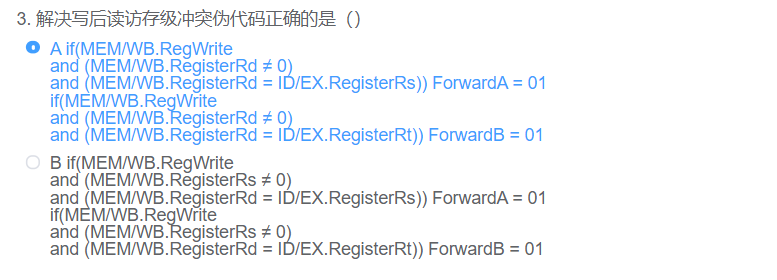 3. 解决写后读访存级冲突伪代码正确的是（）
A if(MEM/WB.RegWrite
and (MEM/WB.RegisterRd ≠ 0)
and (MEM/WB.RegisterRd = ID/EX.RegisterRs)) ForwardA = 01
if(MEM/WB.RegWrite
and (MEM/WB.RegisterRd ≠ 0)
and (MEM/WB.RegisterRd = ID/EX.RegisterRt)) ForwardB = 01
B if(MEM/WB.RegWrite
and (MEM/WB.RegisterRs ≠ 0)
and (MEM/WB.RegisterRd = ID/EX.RegisterRs)) ForwardA = 01
if(MEM/WB.RegWrite
and (MEM/WB.RegisterRs ≠ 0)
and (MEM/WB.RegisterRd = ID/EX.RegisterRt)) ForwardB = 01